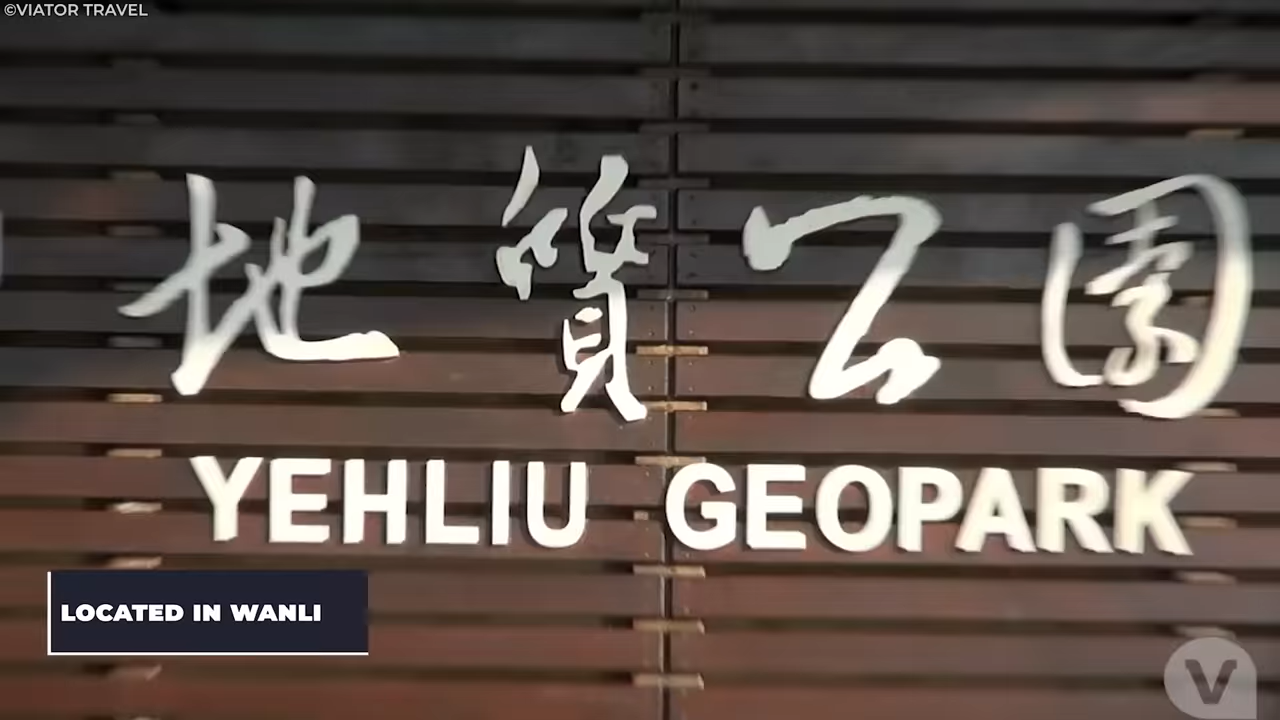 ©VIATOR TRAVEL
地質公園
YEHLIU GEOPARK
LOCATED IN WANLI
V